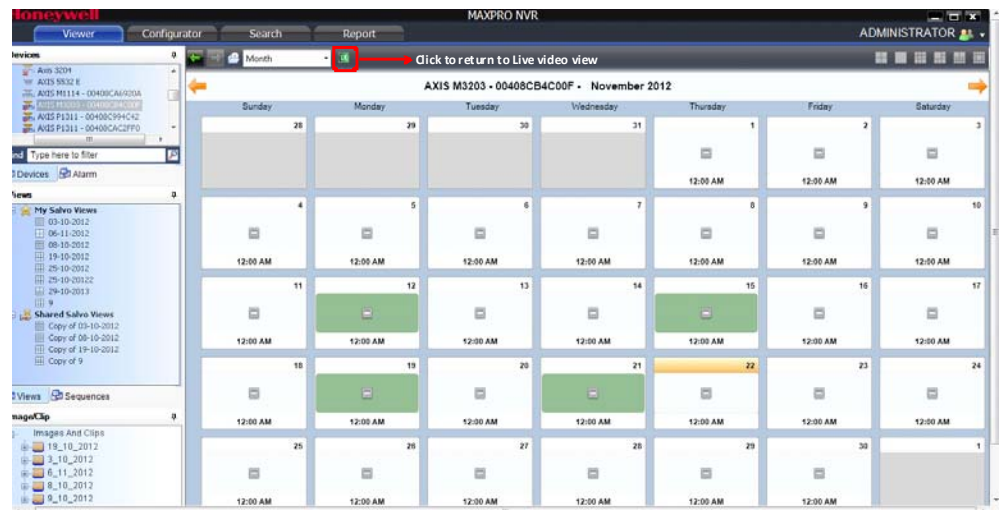 Honeywell
MAXPRO NVR
Viewer Configurator Search Report
ADMINISTRATOR
Devices
Month
Click to return to Live video view
Axis 3204
AXIS 5532 E
AXIS M1114 - 00408CA6920A
AXIS M3203 - 00408CB4C00F
AXIS P1311 - 00408C994C42
AXIS P1311 - 00408CAC2FF0
Type here to filter
Devices Alarm
Views
My Salvo Views
03-10-2012
06-11-2012
08-10-2012
19-10-2012
25-10-2012
25-10-20122
29-10-2013
9
Shared Salvo Views
Copy of 03-10-2012
Copy of 08-10-2012
Copy of 19-10-2012
Copy of 9
Views Sequences
Image/Clip
Images And Clips
19_10_2012
3_10_2012
6_11_2012
8_10_2012
9_10_2012
AXIS M3203 - 00408CB4C00F - November 2012
Sunday Monday Tuesday Wednesday Thursday Friday Saturday
28 29 30 31 1 2 3
12:00 AM 12:00 AM 12:00 AM
4 5 6 7 8 9 10
12:00 AM 12:00 AM 12:00 AM 12:00 AM 12:00 AM 12:00 AM 12:00 AM
11 12 13 14 15 16 17
12:00 AM 12:00 AM 12:00 AM 12:00 AM 12:00 AM 12:00 AM 12:00 AM
18 19 20 21 22 23 24
12:00 AM 12:00 AM 12:00 AM 12:00 AM 12:00 AM 12:00 AM 12:00 AM
25 26 27 28 29 30 1
12:00 AM 12:00 AM 12:00 AM 12:00 AM 12:00 AM 12:00 AM